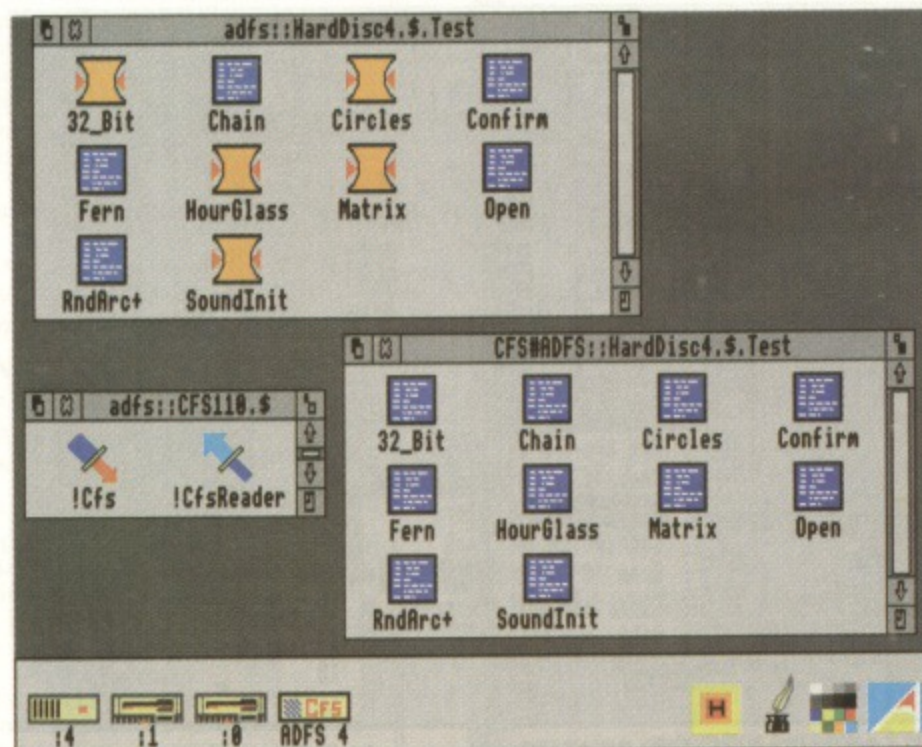 adfs::HardDisc4.$.Test
32_Bit Chain Circles Confirm
Fern HourGlass Matrix Open
RndArc+ SoundInit
CFS#ADFS::HardDisc4.$.Test
32_Bit Chain Circles Confirm
Fern HourGlass Matrix Open
RndArc+ SoundInit
adfs::CFS110.$
!Cfs !CfsReader
Cfs
H
:4 :1 :0 ADFS 4